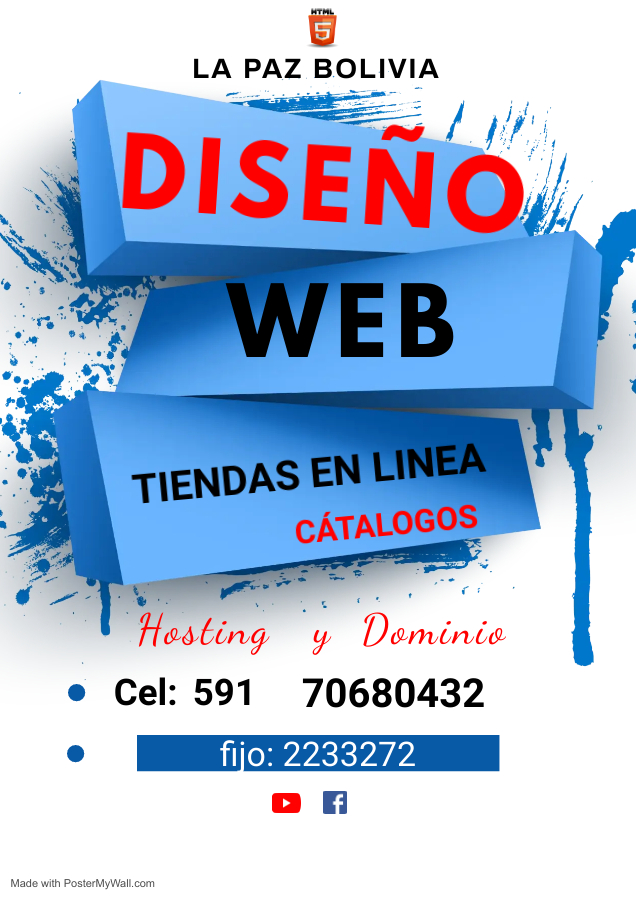 HTML
5
LA PAZ BOLIVIA
DISEÑO
WEB
TIENDAS EN LINEA
CÁTALOGOS
Hosting y Dominio
Cel: 591 70680432
fijo: 2233272
Made with PosterMyWall.com